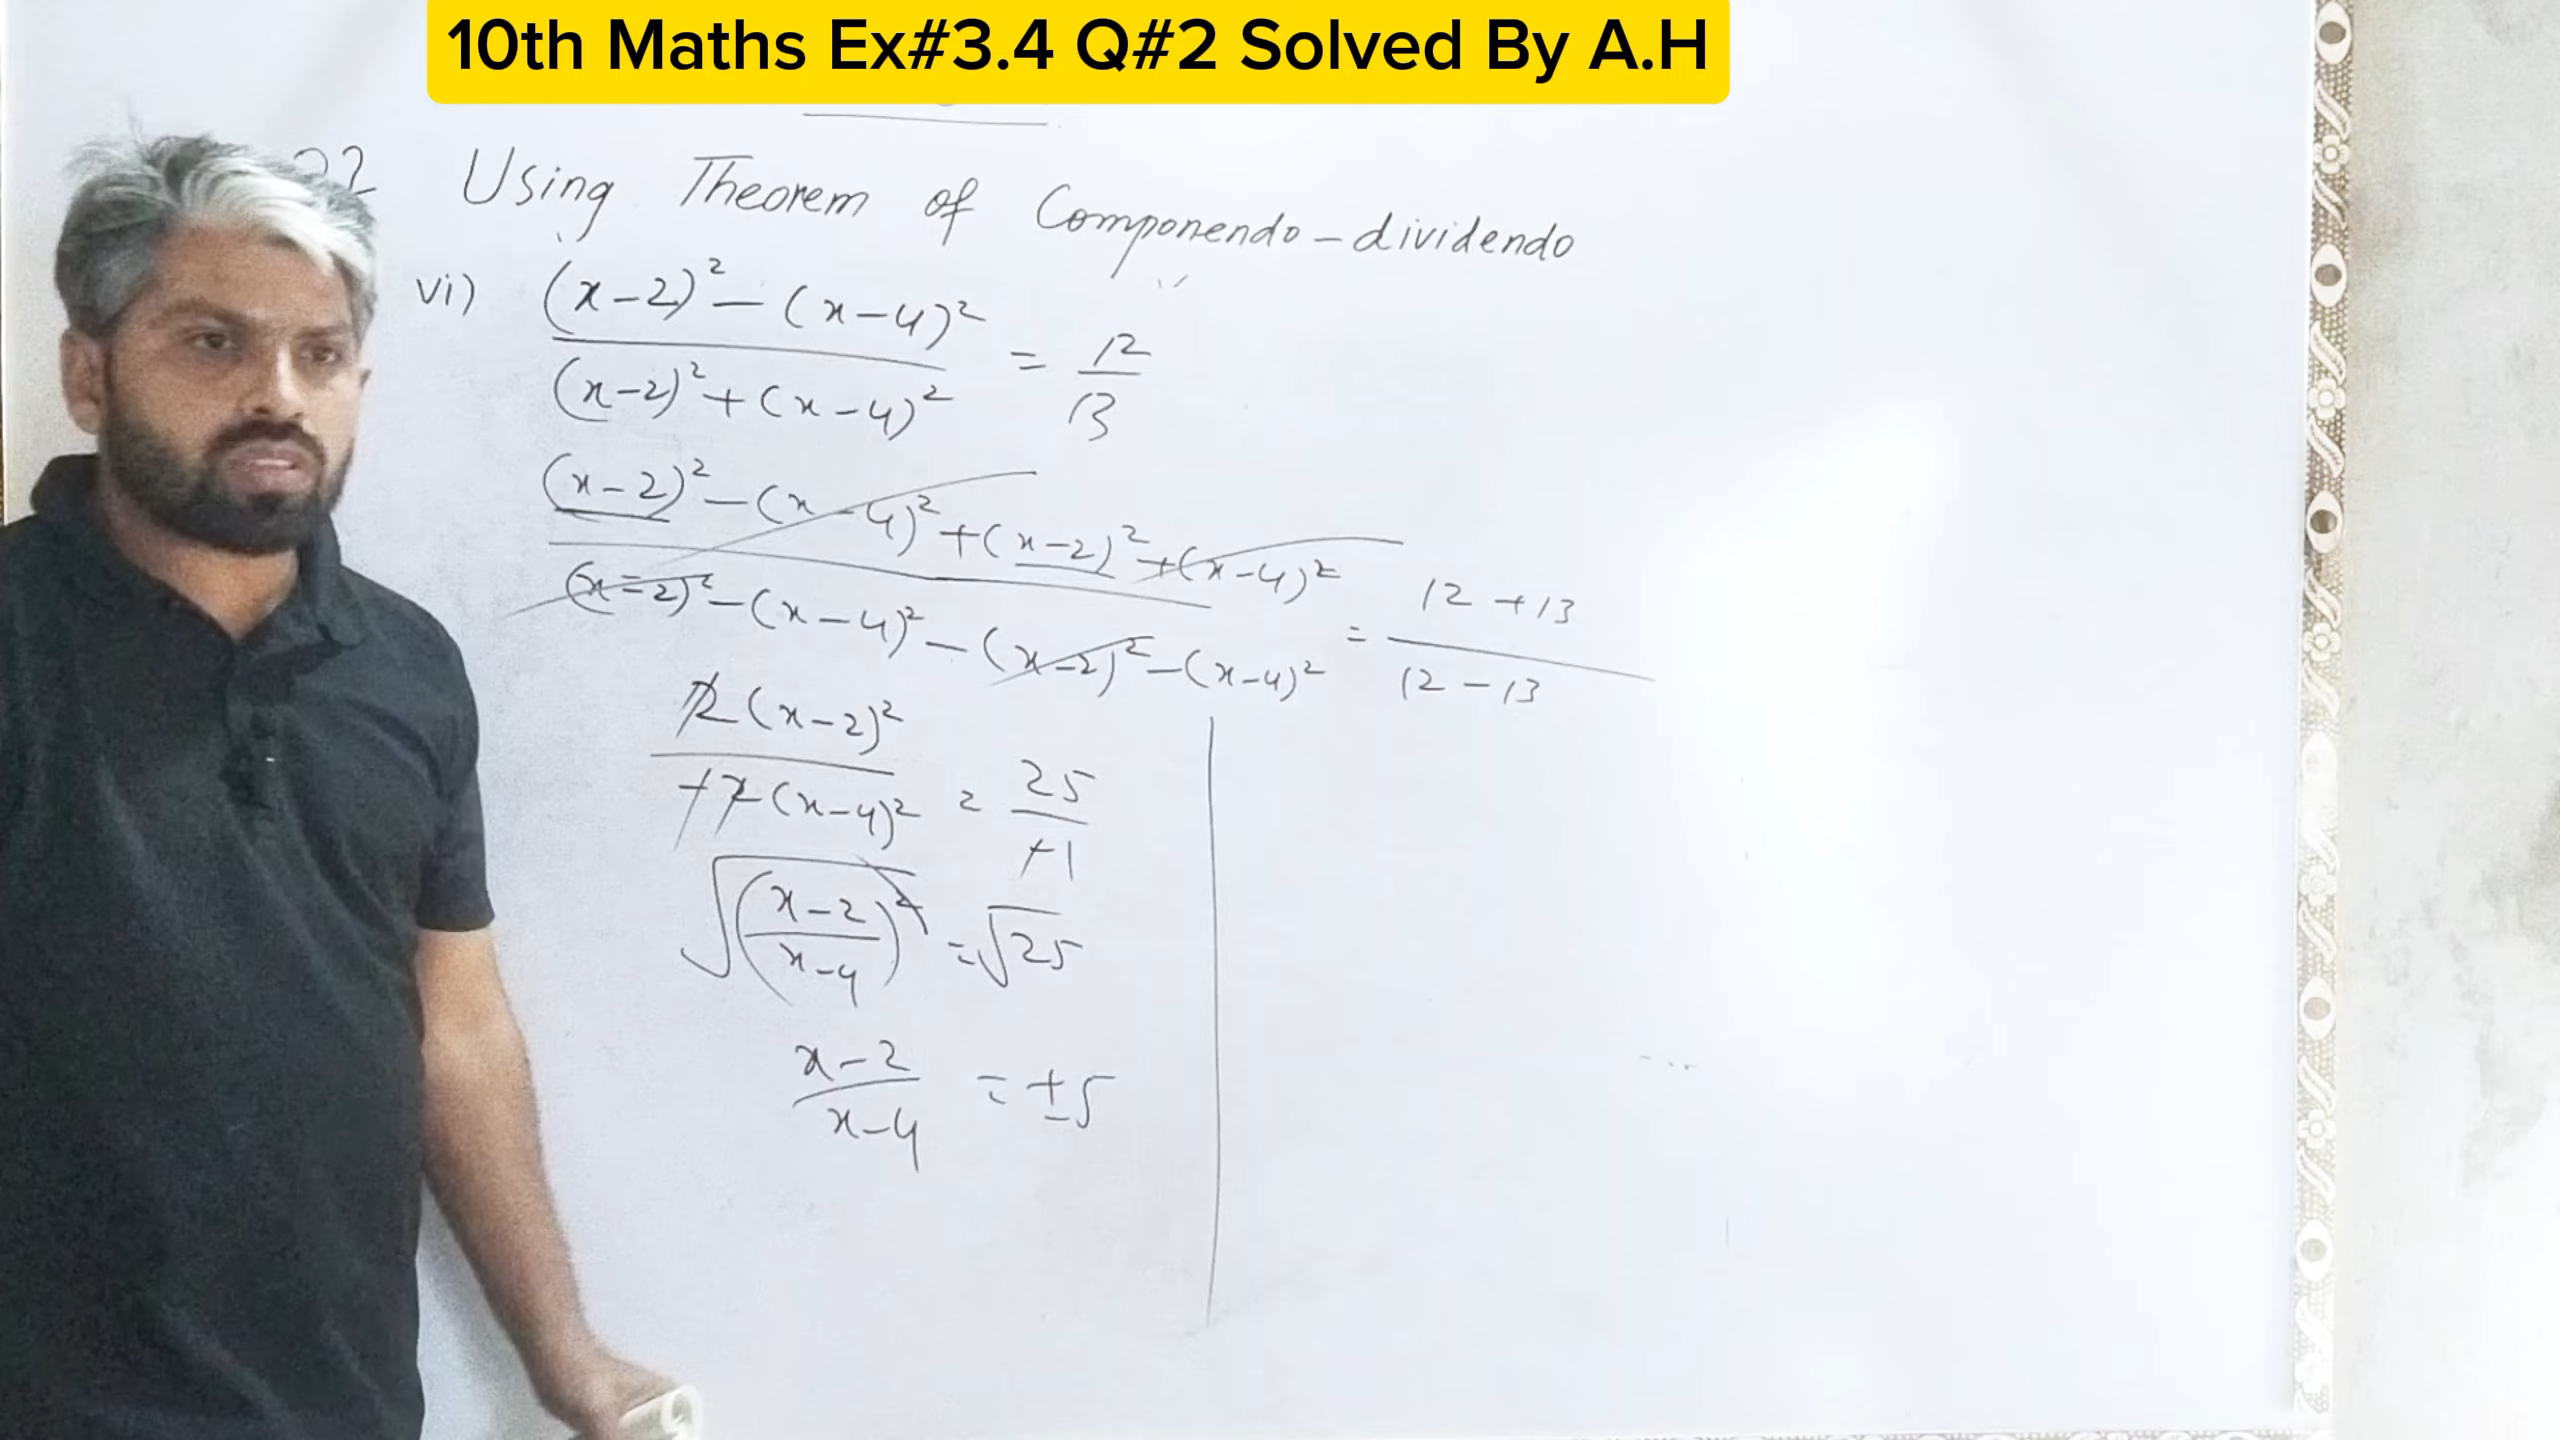 10th Maths Ex#3.4 Q#2 Solved By A.H
Using Theorem of Componendo-dividendo
vi) (x-2)² - (x-4)² / (x-2)² + (x-4)² = 12 / 13
(x-2)² - (x-4)² + (x-2)² + (x-4)² / (x-2)² - (x-4)² - (x-2)² - (x-4)² = 12 + 13 / 12 - 13
2(x-2)² / +2(x-4)² = 25 / +1
√((x-2 / x-4)²) = √25
x-2 / x-4 = ±5